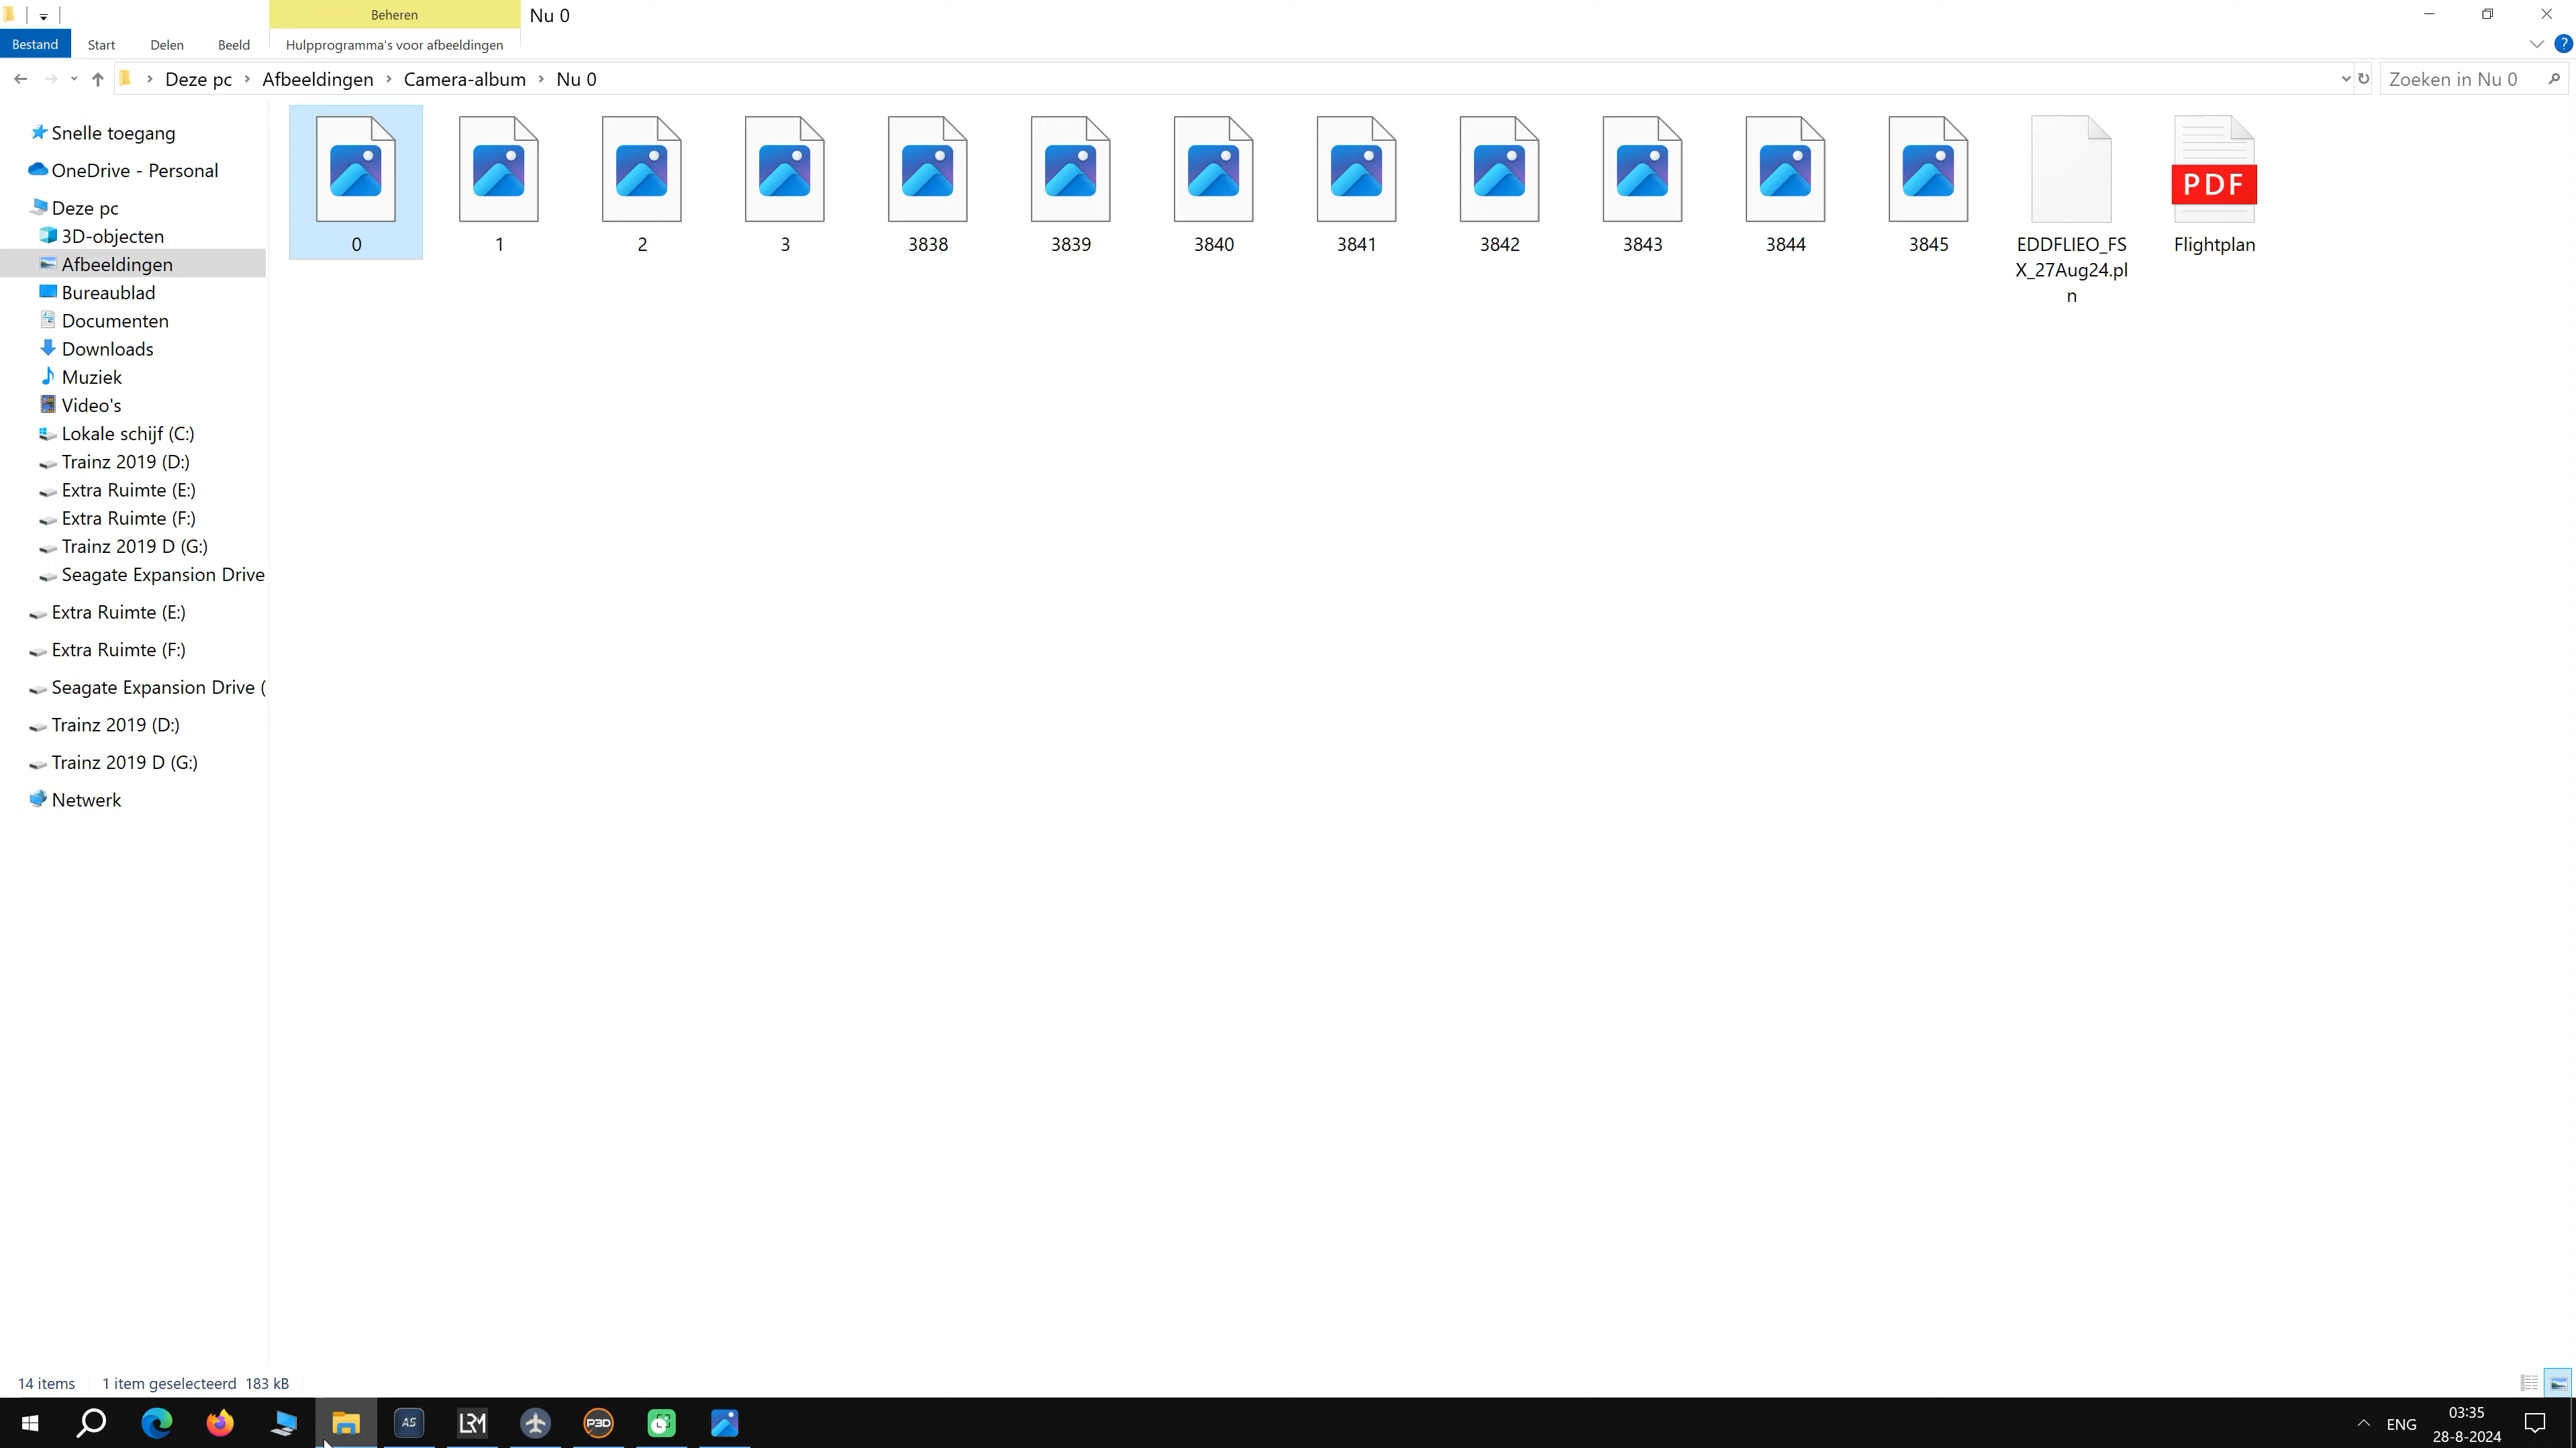 Beheren
Nu 0
Bestand
Start
Delen
Beeld
Hulpprogramma's voor afbeeldingen
?
Deze pc
Afbeeldingen
Camera-album
Nu 0
Zoeken in Nu 0
Snelle toegang
OneDrive - Personal
Deze pc
3D-objecten
Afbeeldingen
Bureaublad
Documenten
Downloads
Muziek
Video's
Lokale schijf (C:)
Trainz 2019 (D:)
Extra Ruimte (E:)
Extra Ruimte (F:)
Trainz 2019 D (G:)
Seagate Expansion Drive
Extra Ruimte (E:)
Extra Ruimte (F:)
Seagate Expansion Drive (
Trainz 2019 (D:)
Trainz 2019 D (G:)
Netwerk
0
1
2
3
3838
3839
3840
3841
3842
3843
3844
3845
EDDFLIEO_FS
X_27Aug24.pl
n
PDF
Flightplan
14 items
1 item geselecteerd 183 kB
AS
LRM
P3D
ENG
03:35
28-8-2024